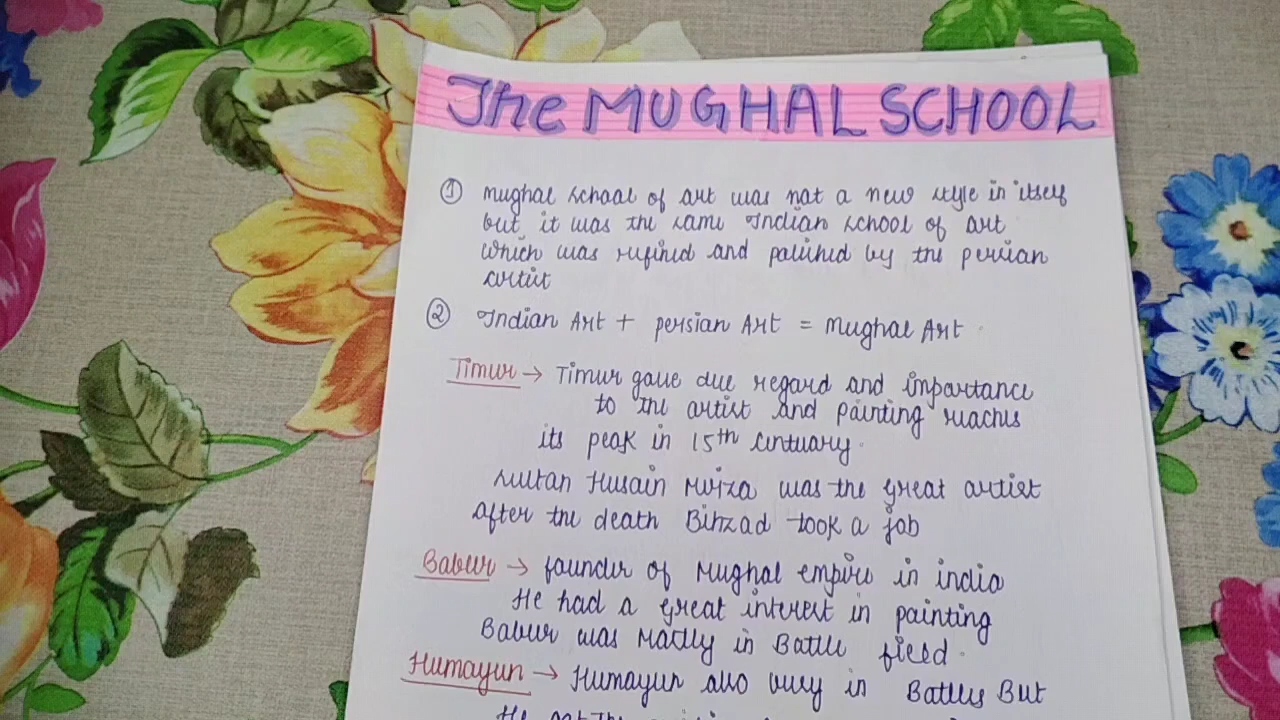 The MUGHAL SCHOOL
① mughal school of art was not a new style in itself
but it was the same Indian school of art
which was refined and polished by the persian
artist
② Indian Art + persian Art = mughal Art
Timur → Timur gave due regard and importance
to the artist and painting reaches
its peak in 15th centuary.
Sultan Husain Mirza was the great artist
after the death Bihzad took a job
Babur → founder of Mughal empire in india
He had a great interest in painting
Babur was Mostly in Battle field.
Humayun → Humayun also busy in Battles But
He got the